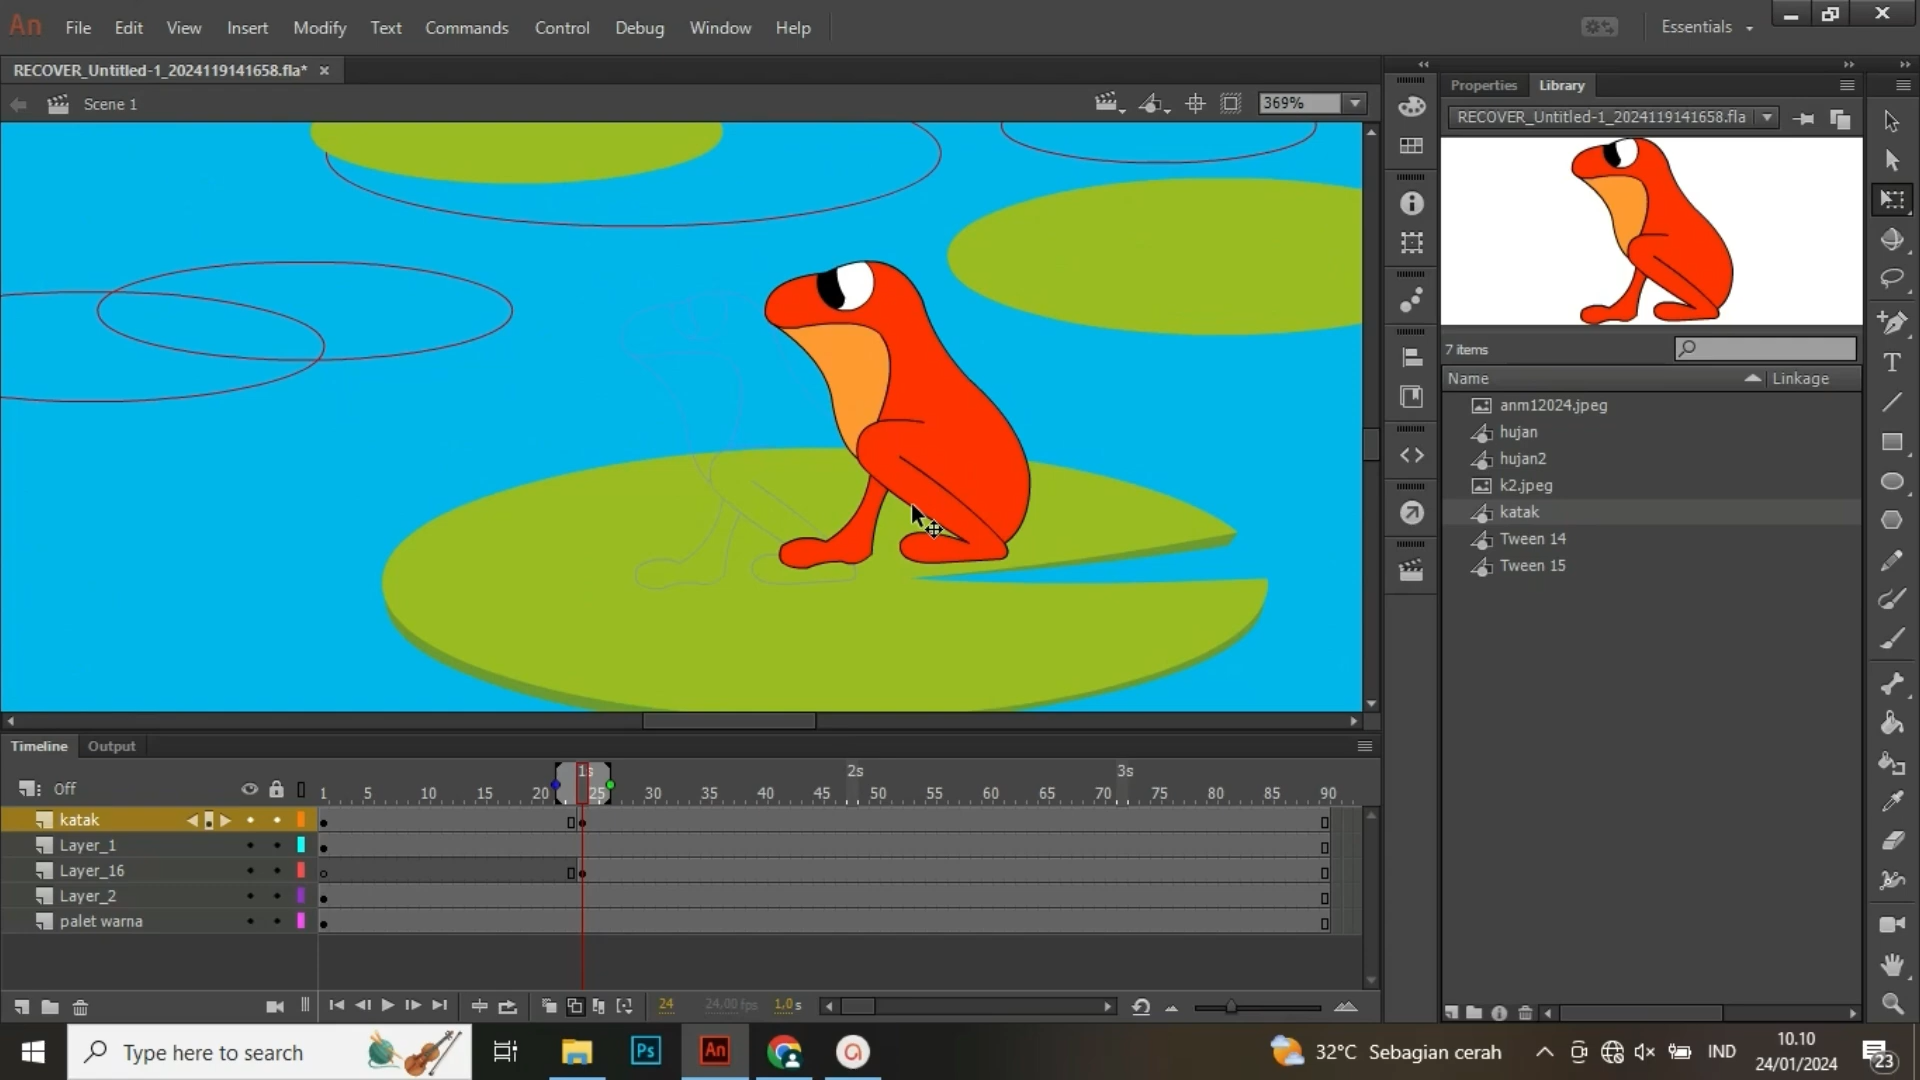 An File Edit View Insert Modify Text Commands Control Debug Window Help Essentials
RECOVER_Untitled-1_2024119141658.fla* ×
Scene 1 369%
Properties Library
RECOVER_Untitled-1_2024119141658.fla
7 items
Name Linkage
anm12024.jpeg
hujan
hujan2
k2.jpeg
katak
Tween 14
Tween 15
Timeline Output
1s 2s 3s
Off 1 5 10 15 20 25 30 35 40 45 50 55 60 65 70 75 80 85 90
katak
Layer_1
Layer_16
Layer_2
palet warna
24 24,00 fps 1,0 s
Type here to search
Ps An
32°C Sebagian cerah
IND
10.10
24/01/2024
23